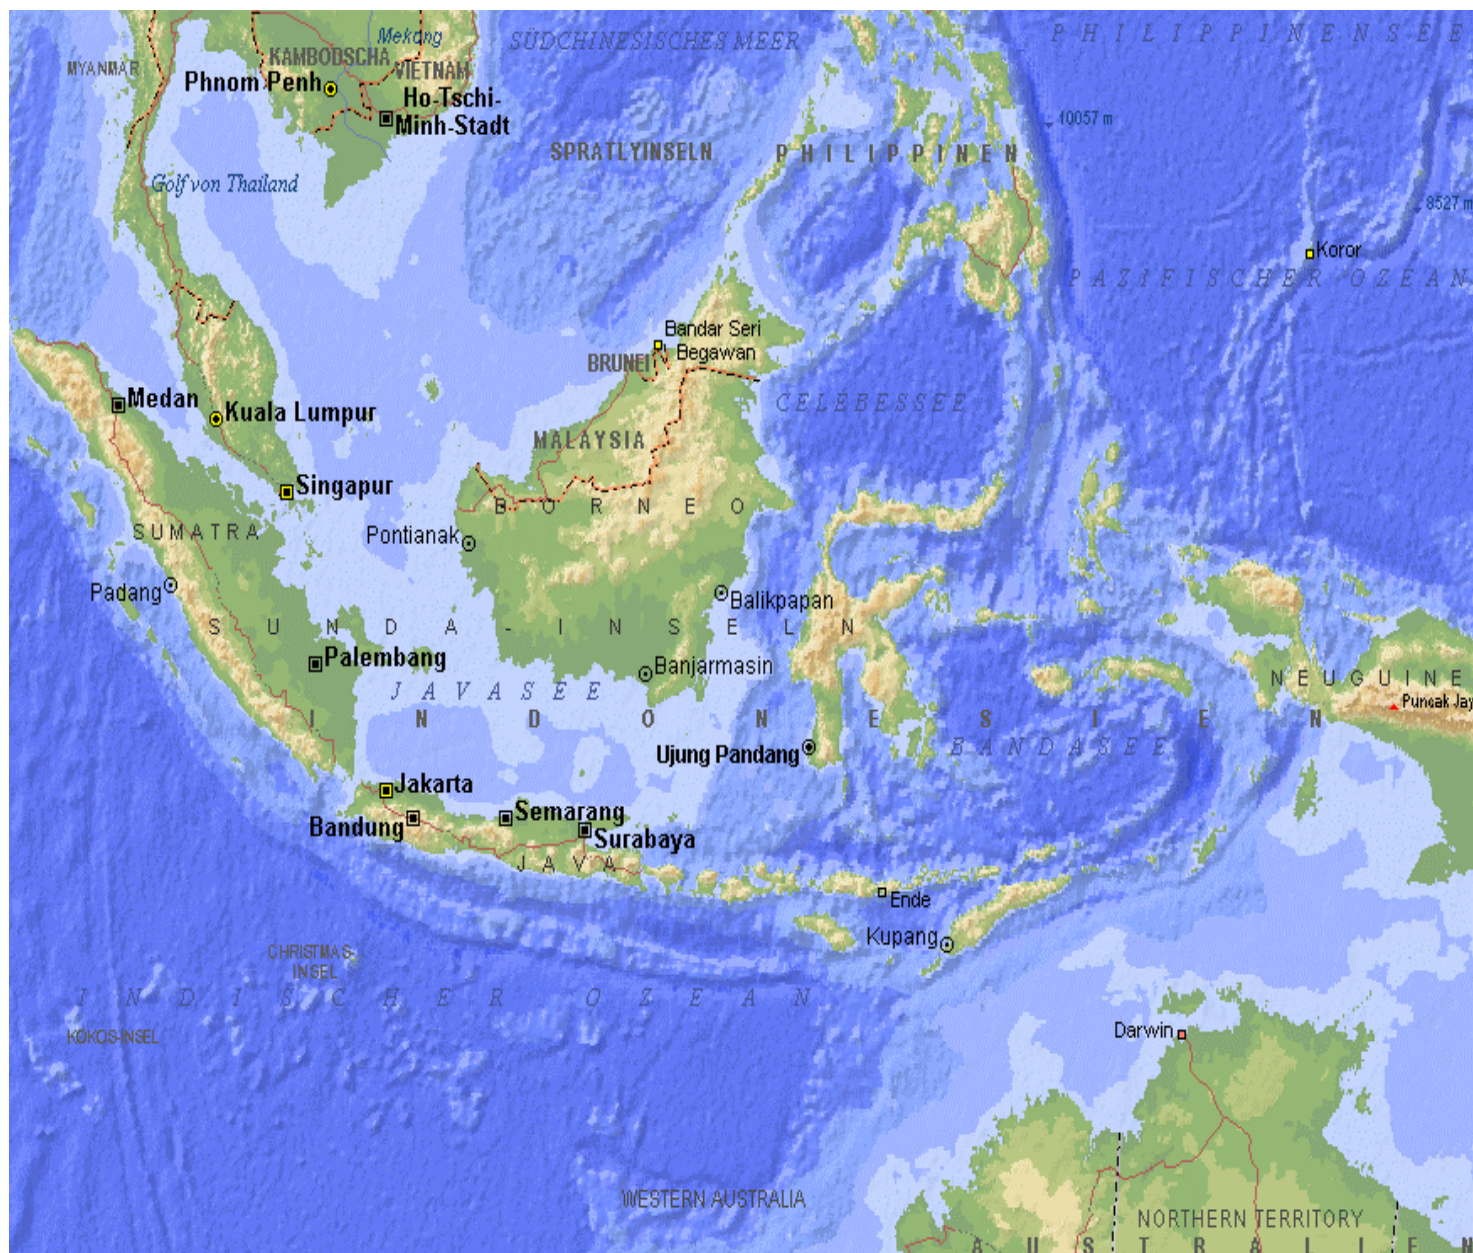 PHILIPPINENSEE
Mekong
SÜDCHINESISCHES MEER
KAMBODSCHA
MYANMAR
VIETNAM
Phnom Penh
Ho-Tschi-
Minh-Stadt
10057 m
SPRATLYINSELN
PHILIPPINEN
Golf von Thailand
8527 m
Koror
PAZIFISCHER OZEAN
Bandar Seri
Begawan
BRUNEI
Medan
Kuala Lumpur
CELEBESSEE
MALAYSIA
Singapur
BORNEO
SUMATRA
Pontianak
Padang
Balikpapan
SUNDA-INSELN
Palembang
Banjarmasin
NEUGUINE
JAVASEE
Puncak Jay
INDONESIEN
BANDASEE
Ujung Pandang
Jakarta
Semarang
Bandung
Surabaya
JAVA
Ende
Kupang
CHRISTMAS-
INSEL
INDISCHER OZEAN
KOKOS-INSEL
Darwin
WESTERN AUSTRALIA
NORTHERN TERRITORY
AUSTRALIEN